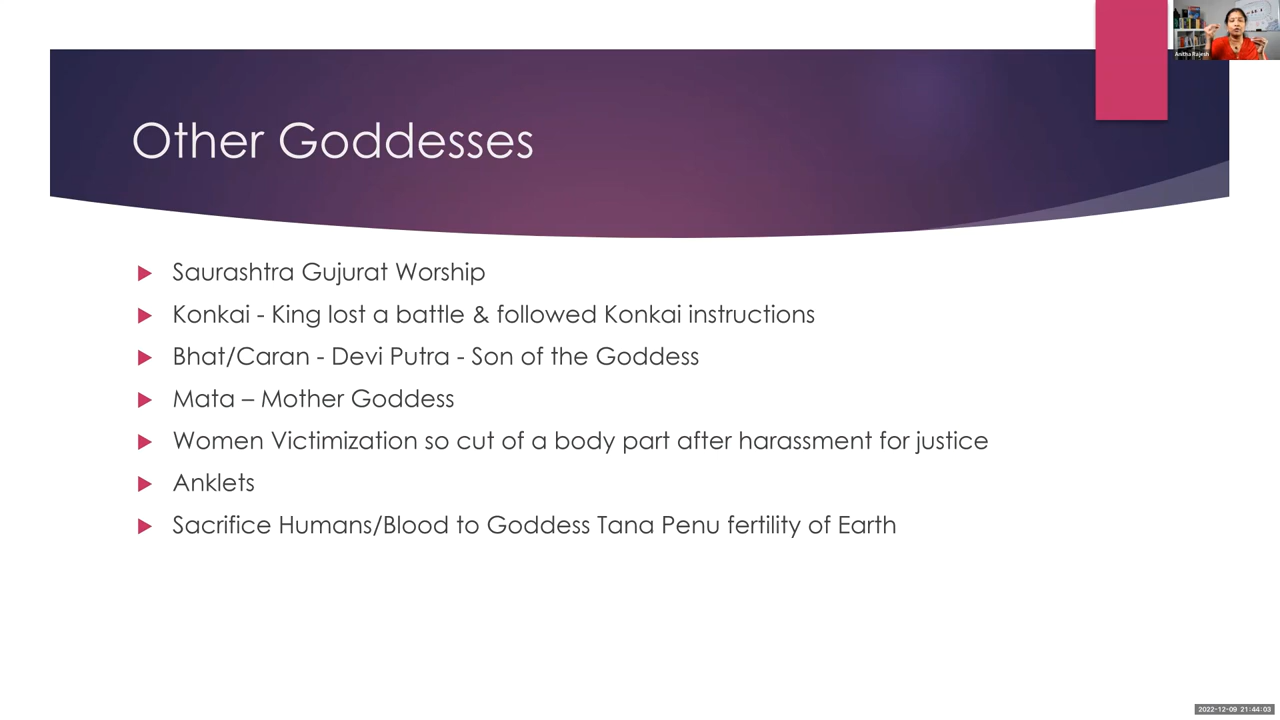 Anitha Rajesh
Other Goddesses
Saurashtra Gujurat Worship
Konkai - King lost a battle & followed Konkai instructions
Bhat/Caran - Devi Putra - Son of the Goddess
Mata – Mother Goddess
Women Victimization so cut of a body part after harassment for justice
Anklets
Sacrifice Humans/Blood to Goddess Tana Penu fertility of Earth
2022-12-09 21:44:03